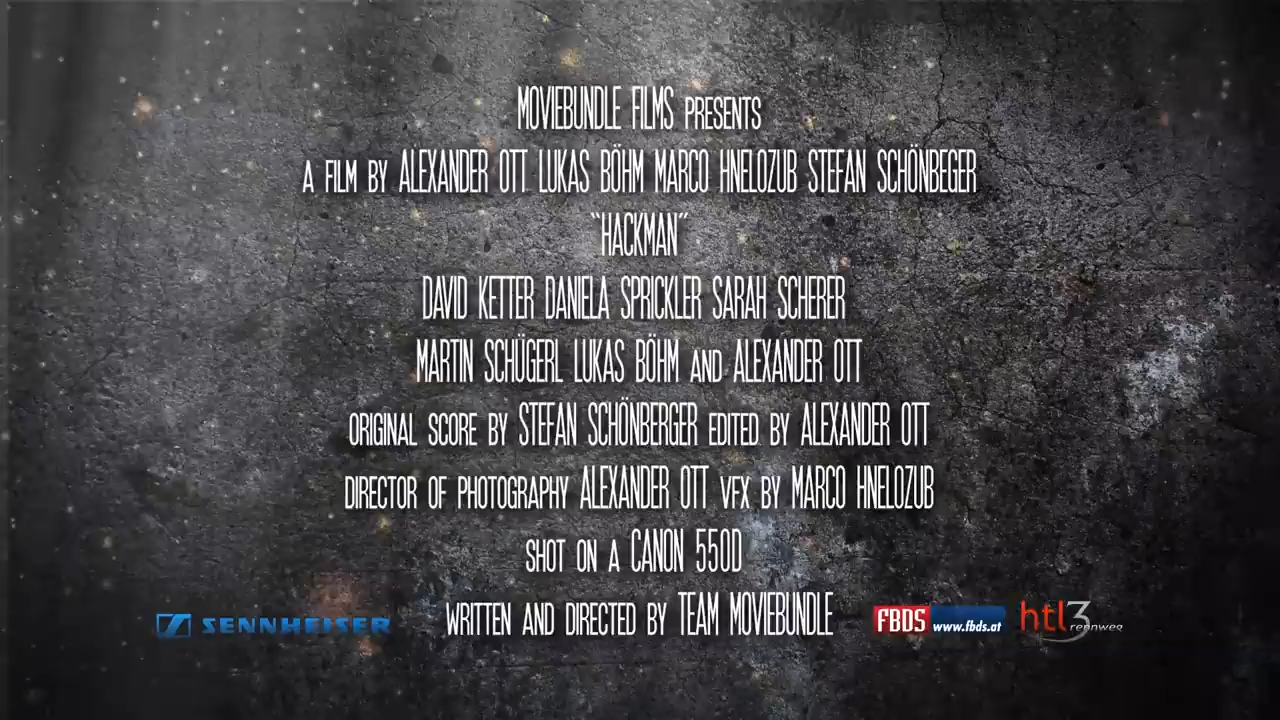 MOVIEBUNDLE FILMS PRESENTS
A FILM BY ALEXANDER OTT LUKAS BÖHM MARCO HNELOZUB STEFAN SCHÖNBEGER
"HACKMAN"
DAVID KETTER DANIELA SPRICKLER SARAH SCHERER
MARTIN SCHÜGERL LUKAS BÖHM AND ALEXANDER OTT
ORIGINAL SCORE BY STEFAN SCHÖNBERGER EDITED BY ALEXANDER OTT
DIRECTOR OF PHOTOGRAPHY ALEXANDER OTT VFX BY MARCO HNELOZUB
SHOT ON A CANON 550D
WRITTEN AND DIRECTED BY TEAM MOVIEBUNDLE
SENNHEISER
FBDS www.fbds.at
htl3 rennweg